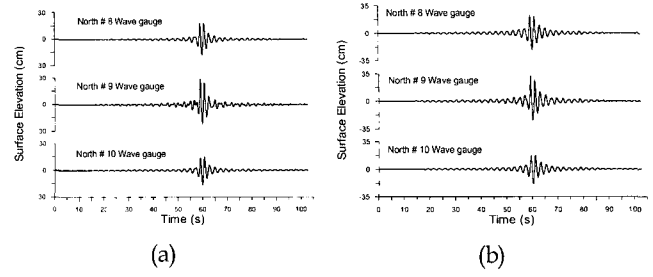 30
North # 8 Wave gauge
0
30
30
North # 9 Wave gauge
0
30
30
North # 10 Wave gauge
0
30
0 10 20 30 40 50 60 70 80 90 100
Surface Elevation (cm)
Time (s)
(a)
35
North # 8 Wave gauge
0
-35
35
North # 9 Wave gauge
0
-35
35
North # 10 Wave gauge
0
-35
0 10 20 30 40 50 60 70 80 90 100
Surface Elevation (cm)
Time (s)
(b)